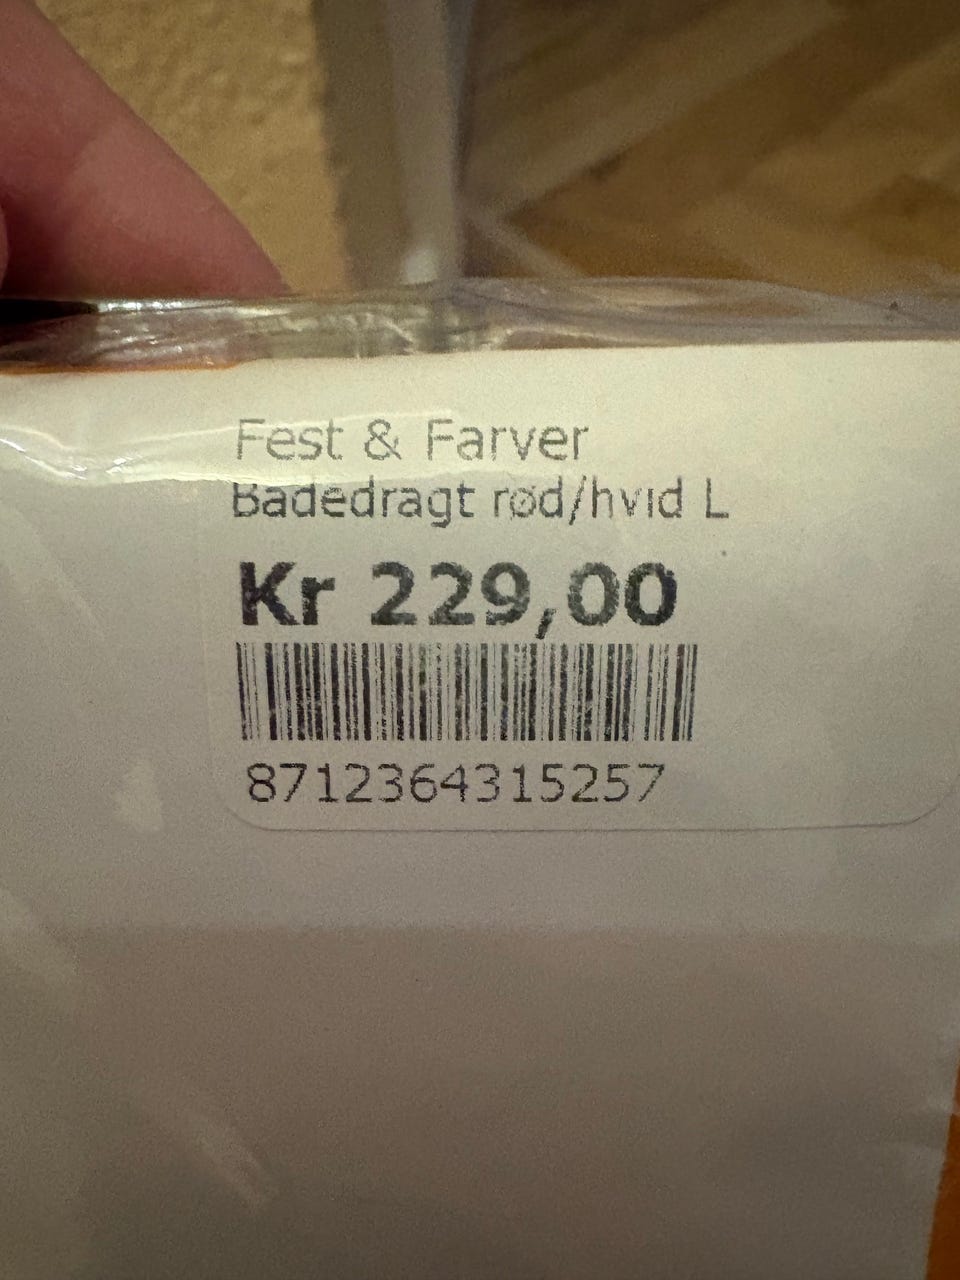 Fest & Farver
Badedragt rød/hvid L
Kr 229,00
8712364315257